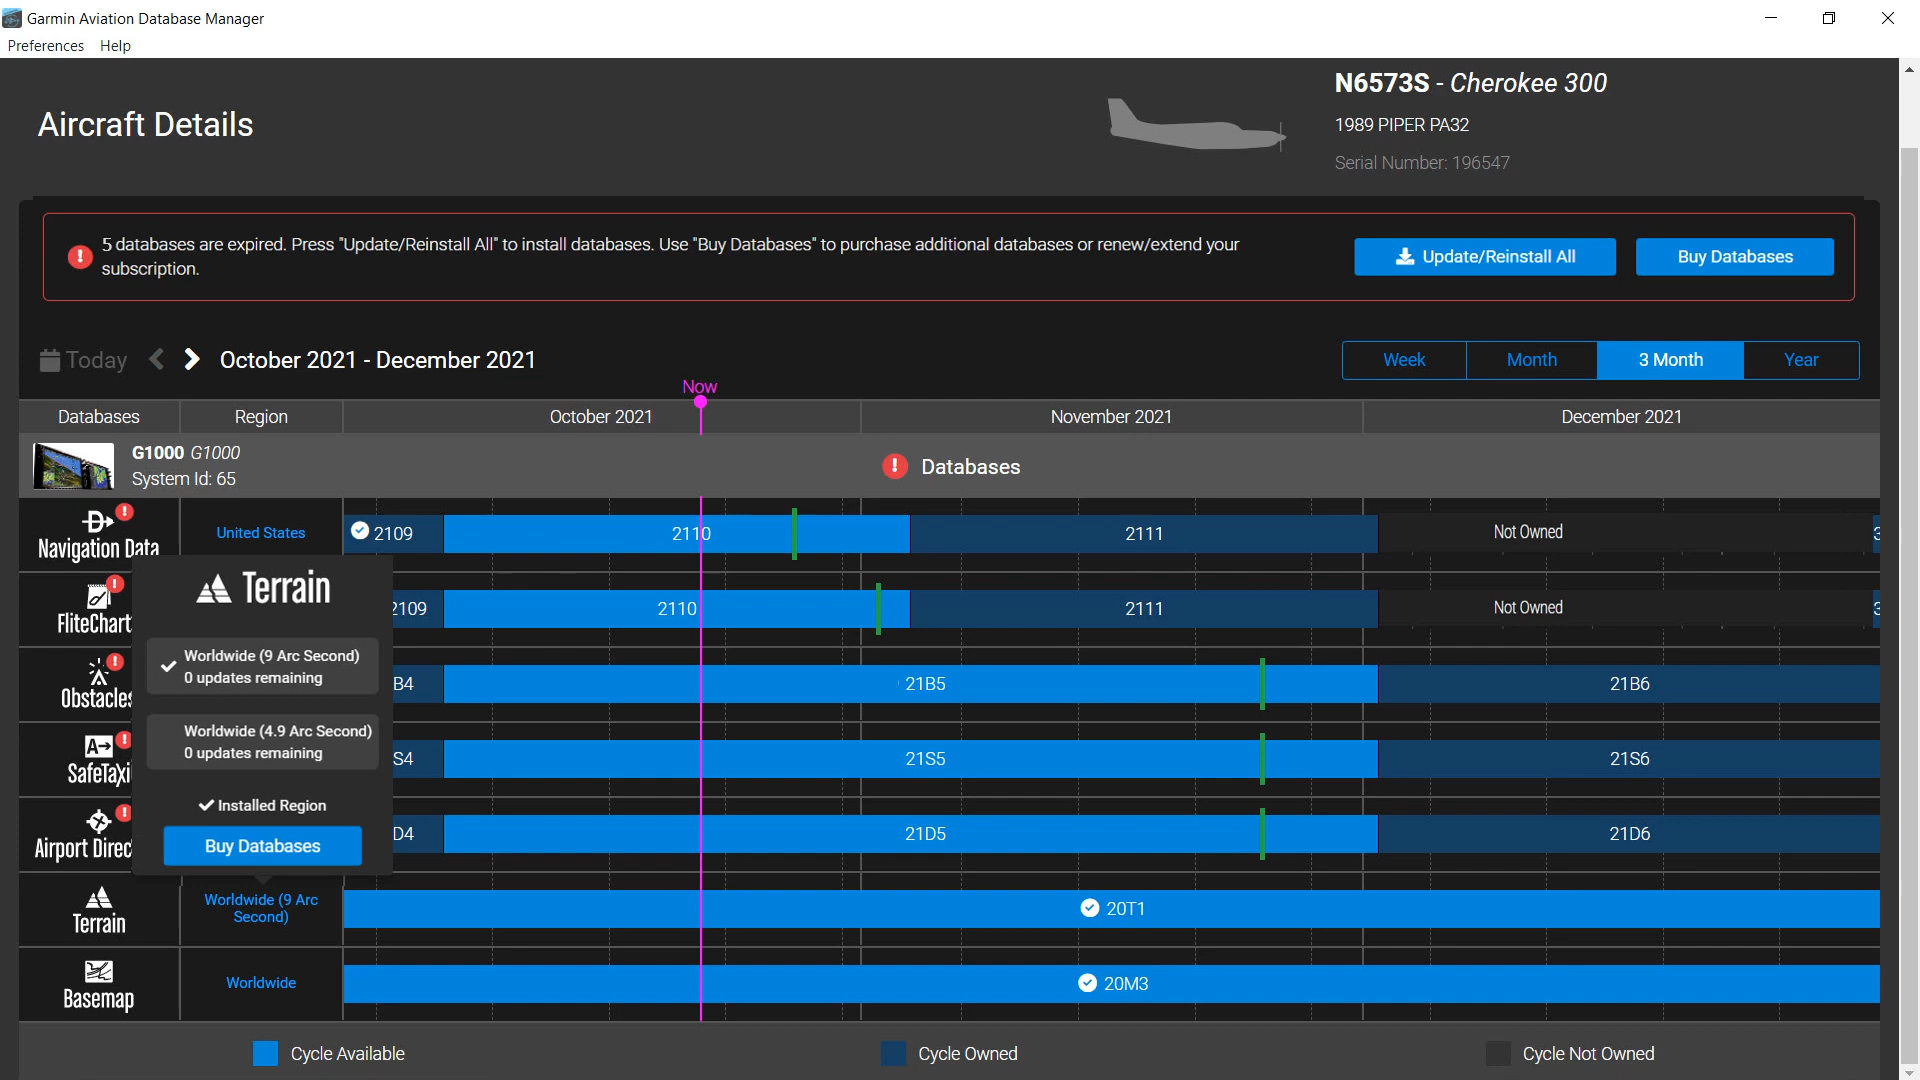 Garmin Aviation Database Manager
Preferences Help
Aircraft Details
N6573S - Cherokee 300
1989 PIPER PA32
Serial Number: 196547
5 databases are expired. Press "Update/Reinstall All" to install databases. Use "Buy Databases" to purchase additional databases or renew/extend your
subscription.
Update/Reinstall All
Buy Databases
Today
October 2021 - December 2021
Week Month 3 Month Year
Now
Databases Region October 2021 November 2021 December 2021
G1000 G1000
System Id: 65
Databases
Navigation Data United States 2109 2110 2111 Not Owned
Terrain
FliteChart 2109 2110 2111 Not Owned
Worldwide (9 Arc Second)
0 updates remaining
Obstacles B4 21B5 21B6
Worldwide (4.9 Arc Second)
0 updates remaining
SafeTaxi S4 21S5 21S6
Installed Region
Buy Databases
Airport Direc D4 21D5 21D6
Terrain
Worldwide (9 Arc
Second)
20T1
Basemap Worldwide 20M3
Cycle Available Cycle Owned Cycle Not Owned